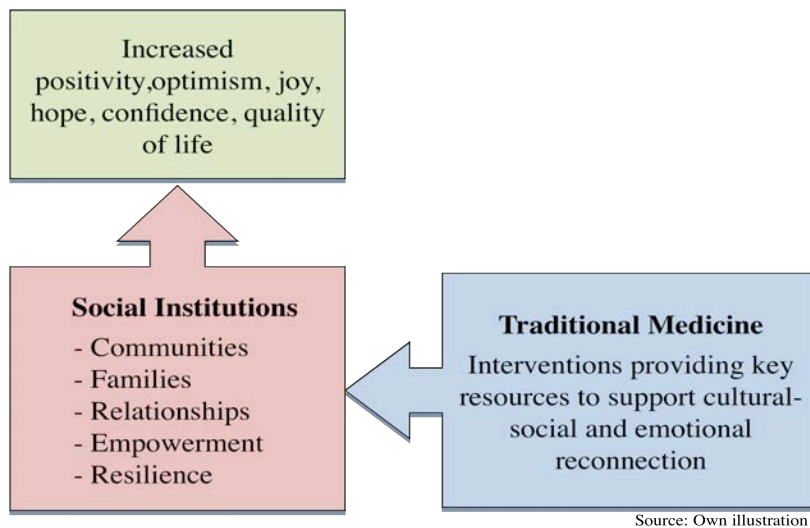 Increased
positivity,optimism, joy,
hope, confidence, quality
of life
Social Institutions
- Communities
- Families
- Relationships
- Empowerment
- Resilience
Traditional Medicine
Interventions providing key
resources to support cultural-
social and emotional
reconnection
Source: Own illustration